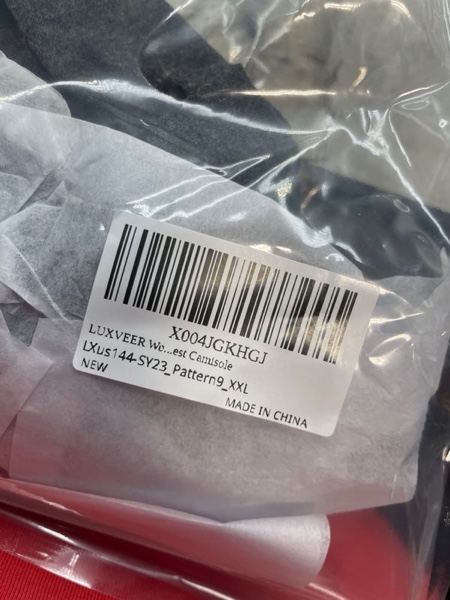 X004JGKHGJ
LUXVEER Wo...est Camisole
LXus144-SY23_Pattern9_XXL
NEW
MADE IN CHINA